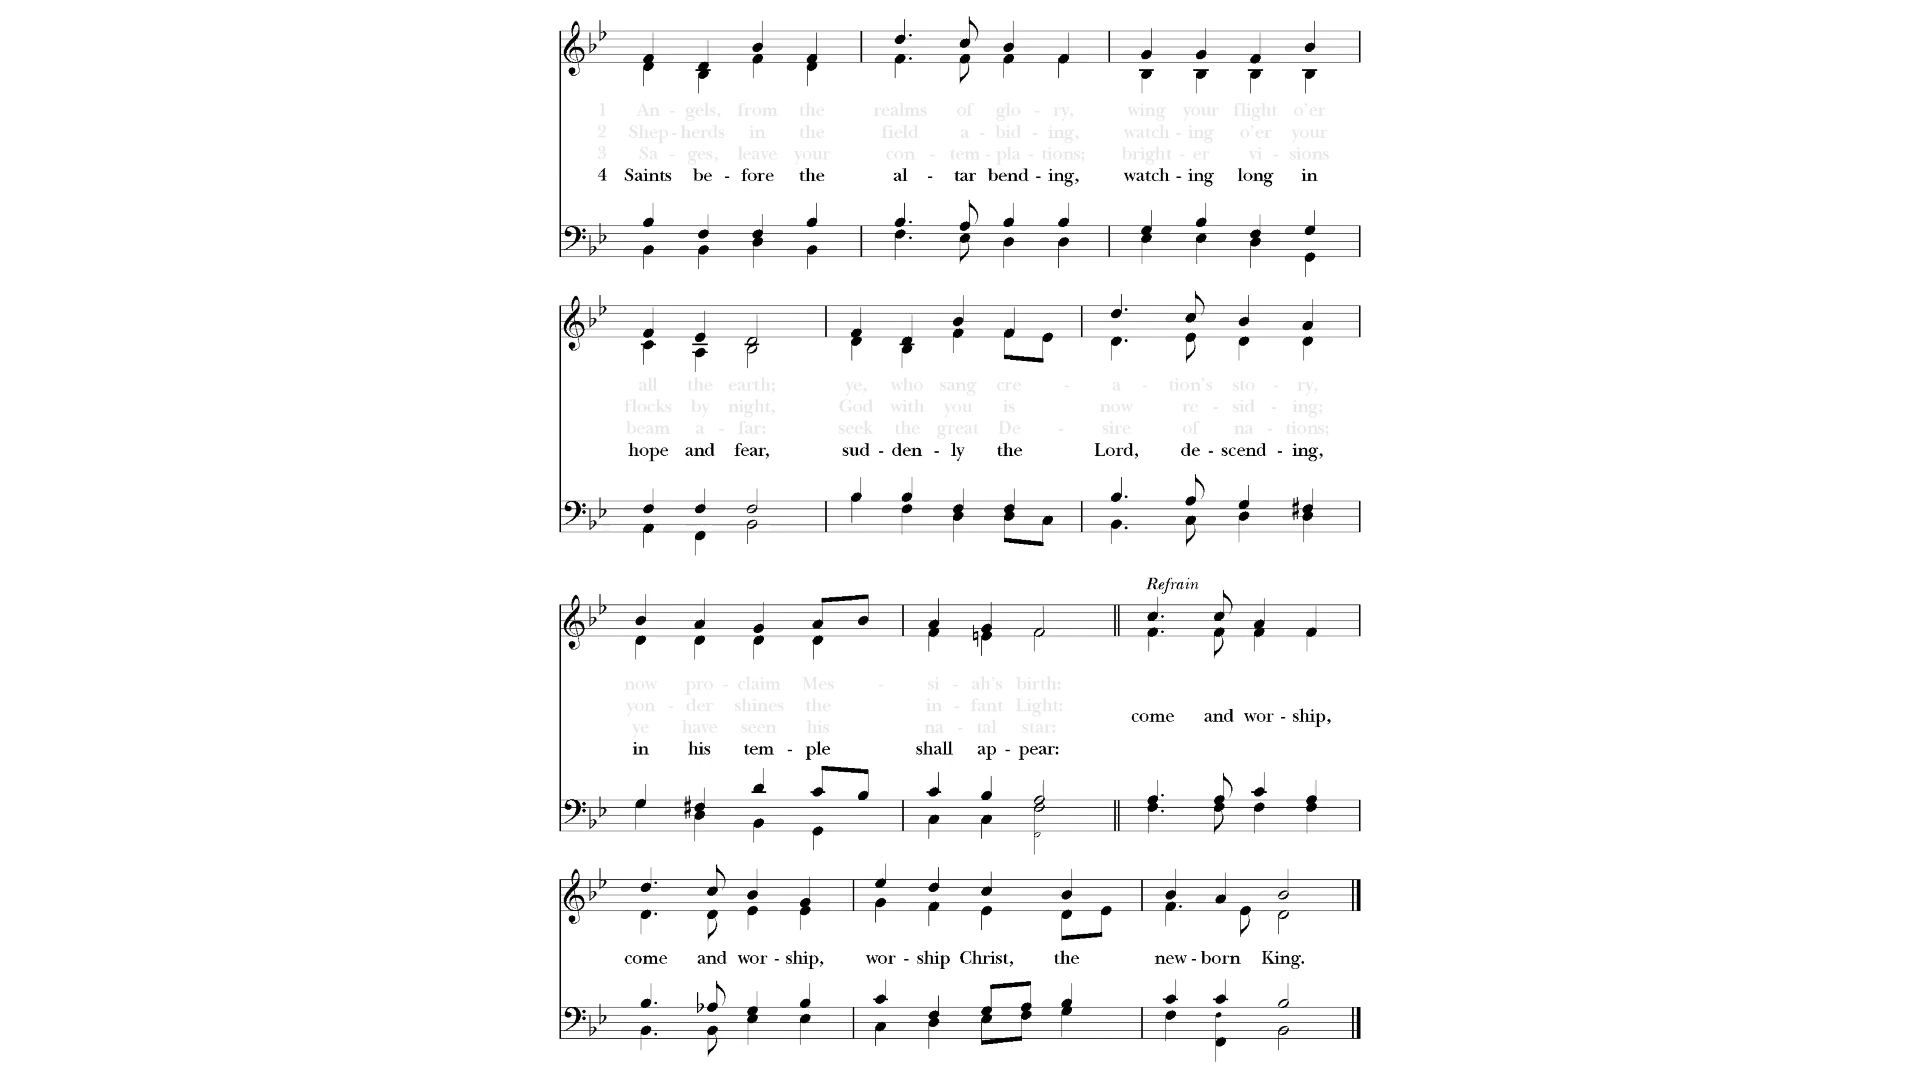 1 An - gels, from the realms of glo - ry, wing your flight o'er
2 Shep - herds in the field a - bid - ing, watch - ing o'er your
3 Sa - ges, leave your con - tem - pla - tions; bright - er vi - sions
4 Saints be - fore the al - tar bend - ing, watch - ing long in
all the earth; ye, who sang cre - a - tion's sto - ry,
flocks by night, God with you is now re - sid - ing;
beam a - far: seek the great De - sire of na - tions;
hope and fear, sud - den - ly the Lord, de - scend - ing,
Refrain
now pro - claim Mes - si - ah's birth:
yon - der shines the in - fant Light:
ye have seen his na - tal star:
in his tem - ple shall ap - pear:
come and wor - ship,
come and wor - ship, wor - ship Christ, the new - born King.